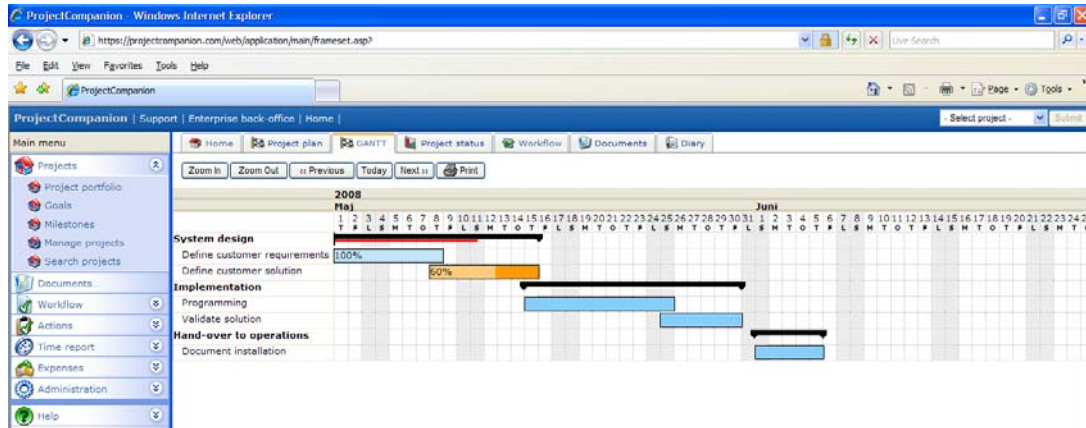 ProjectCompanion - Windows Internet Explorer
https://projectcompanion.com/web/application/main/frameset.asp?
Live Search
File Edit View Favorites Tools Help
ProjectCompanion
Page Tools
ProjectCompanion | Support | Enterprise back-office | Home |
- Select project -
Submit
Main menu
Home Project plan GANTT Project status Workflow Documents Diary
Projects
Zoom In Zoom Out « Previous Today Next » Print
Project portfolio
Goals
Milestones
Manage projects
Search projects
Documents
Workflow
Actions
Time report
Expenses
Administration
Help
2008
Maj Juni
1 2 3 4 5 6 7 8 9 10 11 12 13 14 15 16 17 18 19 20 21 22 23 24 25 26 27 28 29 30 31 1 2 3 4 5 6 7 8 9 10 11 12 13 14 15 16 17 18 19 20 21 22 23 24
T F L S M T O T F L S M T O T F L S M T O T F L S M T O T F L S M T O T F L S M T O T F L S M T O T F L S M T
System design
Define customer requirements 100%
Define customer solution 60%
Implementation
Programming
Validate solution
Hand-over to operations
Document installation